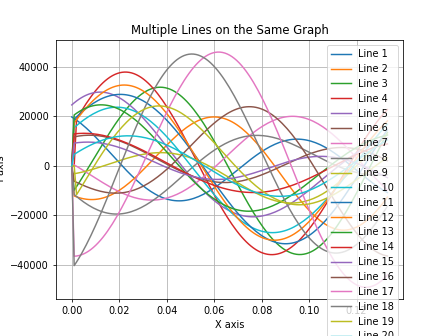 Multiple Lines on the Same Graph
40000
20000
0
−20000
−40000
0.00
0.02
0.04
0.06
0.08
0.10
X axis
Line 1
Line 2
Line 3
Line 4
Line 5
Line 6
Line 7
Line 8
Line 9
Line 10
Line 11
Line 12
Line 13
Line 14
Line 15
Line 16
Line 17
Line 18
Line 19
Line 20